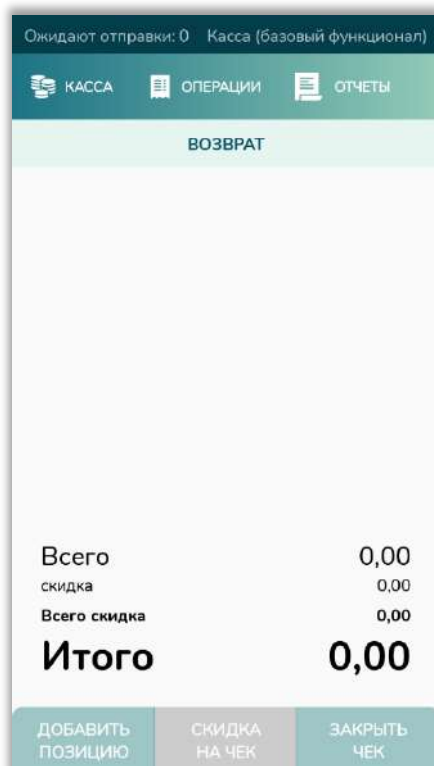 Ожидают отправки: 0 Касса (базовый функционал)
КАССА ОПЕРАЦИИ ОТЧЕТЫ
ВОЗВРАТ
Всего 0,00
скидка 0,00
Всего скидка 0,00
Итого 0,00
ДОБАВИТЬ СКИДКА ЗАКРЫТЬ
ПОЗИЦИЮ НА ЧЕК ЧЕК